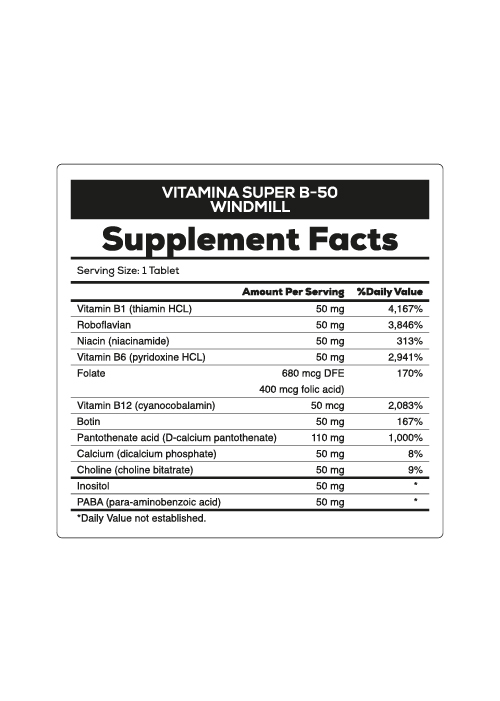 VITAMINA SUPER B-50
WINDMILL
Supplement Facts
Serving Size: 1 Tablet
Amount Per Serving %Daily Value
Vitamin B1 (thiamin HCL) 50 mg 4,167%
Roboflavian 50 mg 3,846%
Niacin (niacinamide) 50 mg 313%
Vitamin B6 (pyridoxine HCL) 50 mg 2,941%
Folate 680 mcg DFE 170%
400 mcg folic acid)
Vitamin B12 (cyanocobalamin) 50 mcg 2,083%
Botin 50 mg 167%
Pantothenate acid (D-calcium pantothenate) 110 mg 1,000%
Calcium (dicalcium phosphate) 50 mg 8%
Choline (choline bitatrate) 50 mg 9%
Inositol 50 mg *
PABA (para-aminobenzoic acid) 50 mg *
*Daily Value not established.